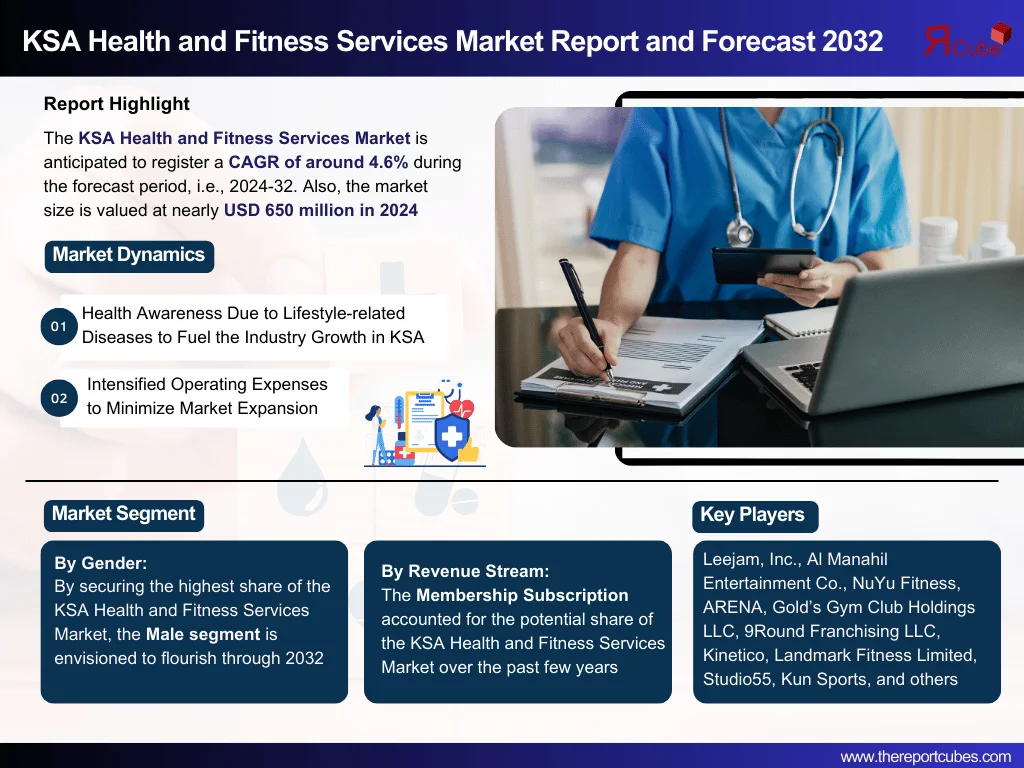 KSA Health and Fitness Services Market Report and Forecast 2032
ЯCube
Report Highlight
The KSA Health and Fitness Services Market is
anticipated to register a CAGR of around 4.6% during
the forecast period, i.e., 2024-32. Also, the market
size is valued at nearly USD 650 million in 2024
Market Dynamics
01
Health Awareness Due to Lifestyle-related
Diseases to Fuel the Industry Growth in KSA
02
Intensified Operating Expenses
to Minimize Market Expansion
Market Segment
By Gender:
By securing the highest share of the
KSA Health and Fitness Services
Market, the Male segment is
envisioned to flourish through 2032
By Revenue Stream:
The Membership Subscription
accounted for the potential share of
the KSA Health and Fitness Services
Market over the past few years
Key Players
Leejam, Inc., Al Manahil
Entertainment Co., NuYu Fitness,
ARENA, Gold’s Gym Club Holdings
LLC, 9Round Franchising LLC,
Kinetico, Landmark Fitness Limited,
Studio55, Kun Sports, and others
www.thereportcubes.com